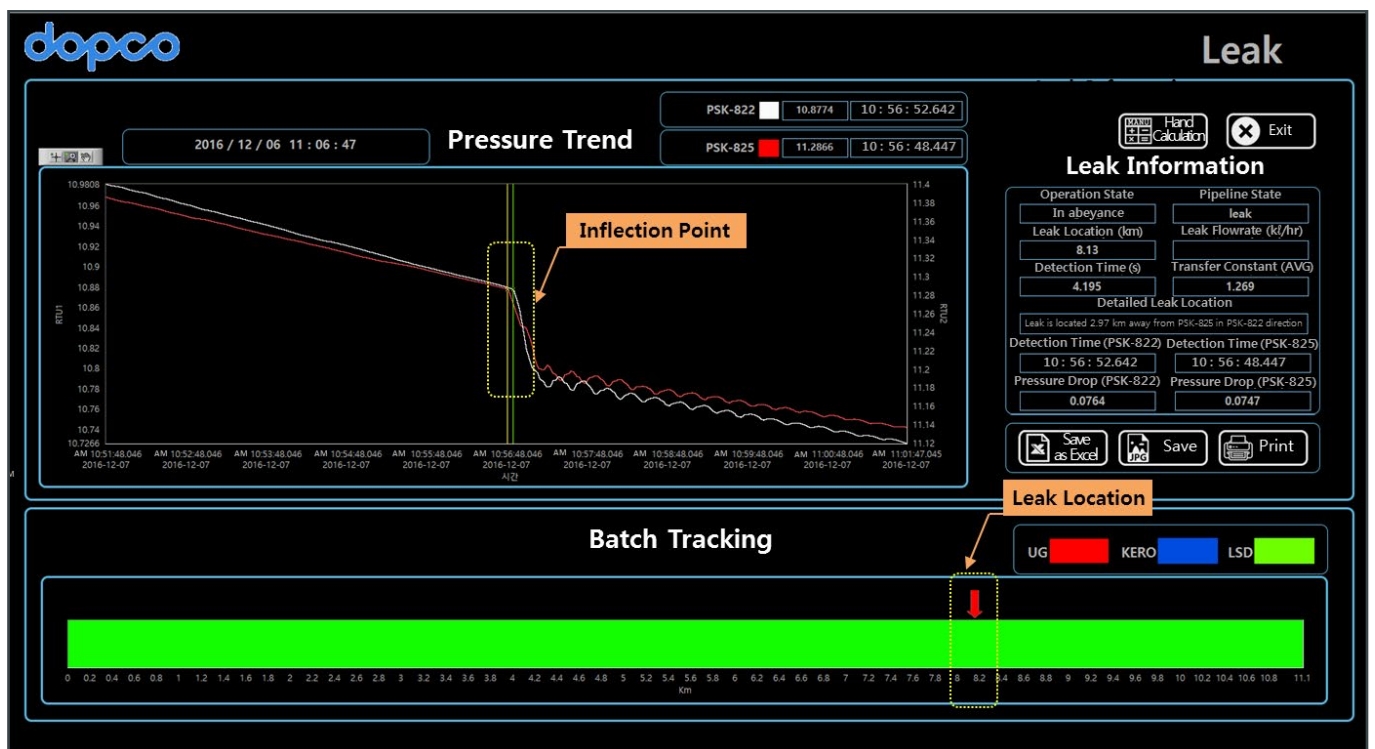 dopco
Leak
PSK-822 10.8774 10 : 56 : 52.642
PSK-825 11.2866 10 : 56 : 48.447
2016 / 12 / 06 11 : 06 : 47
Pressure Trend
MANU Hand Calculation
Exit
Leak Information
Operation State Pipeline State
In abeyance leak
Leak Location (km) Leak Flowrate (kℓ/hr)
8.13
Detection Time (s) Transfer Constant (AVG)
4.195 1.269
Detailed Leak Location
Leak is located 2.97 km away from PSK-825 in PSK-822 direction
Detection Time (PSK-822) Detection Time (PSK-825)
10 : 56 : 52.642 10 : 56 : 48.447
Pressure Drop (PSK-822) Pressure Drop (PSK-825)
0.0764 0.0747
Save as Excel
JPG Save
Print
Inflection Point
10.9808
10.96
10.94
10.92
10.9
10.88
10.86
10.84
10.82
10.8
10.78
10.76
10.74
10.7266
RTU1
11.4
11.38
11.36
11.34
11.32
11.3
11.28
11.26
11.24
11.22
11.2
11.18
11.16
11.14
11.12
RTU2
AM 10:51:48.046 AM 10:52:48.046 AM 10:53:48.046 AM 10:54:48.046 AM 10:55:48.046 AM 10:56:48.046 AM 10:57:48.046 AM 10:58:48.046 AM 10:59:48.046 AM 11:00:48.046 AM 11:01:47.045
2016-12-07 2016-12-07 2016-12-07 2016-12-07 2016-12-07 2016-12-07 2016-12-07 2016-12-07 2016-12-07 2016-12-07 2016-12-07
시간
Leak Location
Batch Tracking
UG KERO LSD
0 0.2 0.4 0.6 0.8 1 1.2 1.4 1.6 1.8 2 2.2 2.4 2.6 2.8 3 3.2 3.4 3.6 3.8 4 4.2 4.4 4.6 4.8 5 5.2 5.4 5.6 5.8 6 6.2 6.4 6.6 6.8 7 7.2 7.4 7.6 7.8 8 8.2 8.4 8.6 8.8 9 9.2 9.4 9.6 9.8 10 10.2 10.4 10.6 10.8 11.1
Km